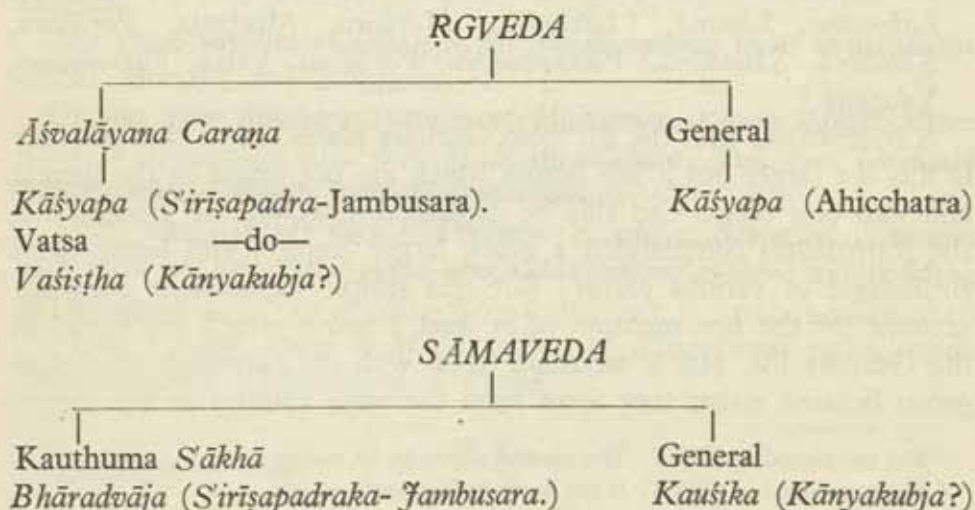 ṚGVEDA
Āśvalāyana Caraṇa General
Kāśyapa (S'irīṣapadra-Jambusara). Kāśyapa (Ahicchatra)
Vatsa —do—
Vaśiṣṭha (Kānyakubja?)
SĀMAVEDA
Kauthuma S'ākhā General
Bhāradvāja (S'irīṣapadraka- Jambusara.) Kauśika (Kānyakubja?)